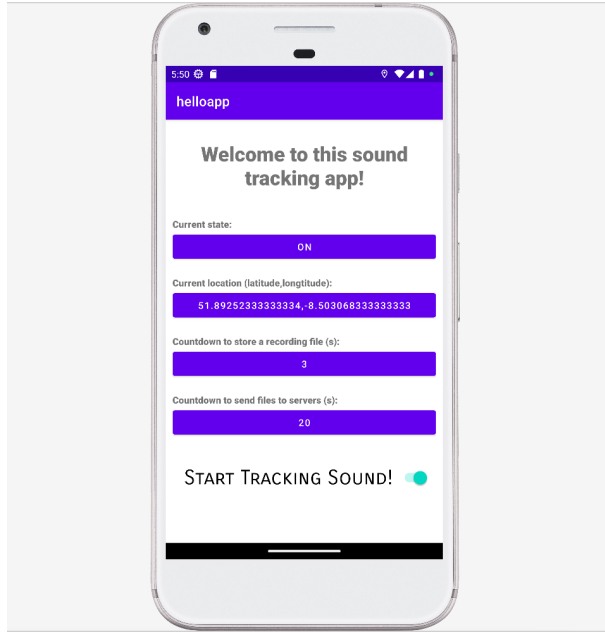 5:50
helloapp
Welcome to this sound
tracking app!
Current state:
ON
Current location (latitude,longtitude):
51.89252333333334,-8.503068333333333
Countdown to store a recording file (s):
3
Countdown to send files to servers (s):
20
Start Tracking Sound!